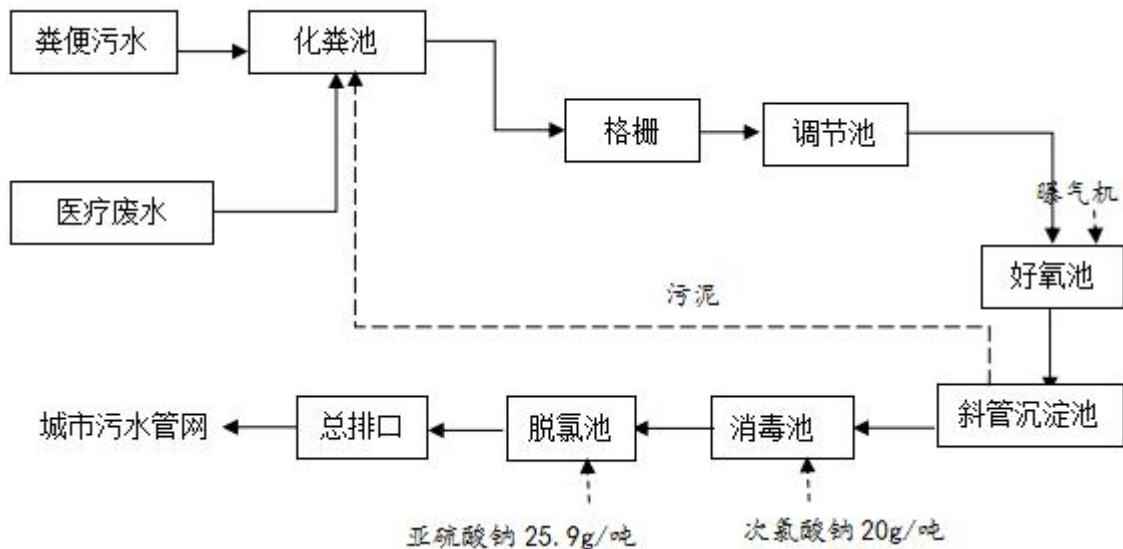 粪便污水
化粪池
格栅
调节池
医疗废水
曝气机
好氧池
污泥
斜管沉淀池
消毒池
脱氯池
总排口
城市污水管网
亚硫酸钠 25.9g/吨
次氯酸钠 20g/吨